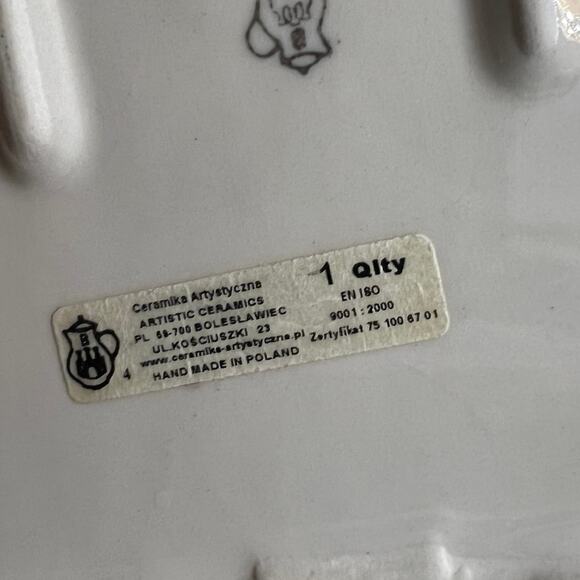 Ceramika Artystyczna
ARTISTIC CERAMICS
PL 59-700 BOLESŁAWIEC
UL.KOŚCIUSZKI 23
www.ceramika-artystyczna.pl
4 HAND MADE IN POLAND
1 Qlty
EN ISO
9001 : 2000
Zertyfikat 75 100 67 01
B
B